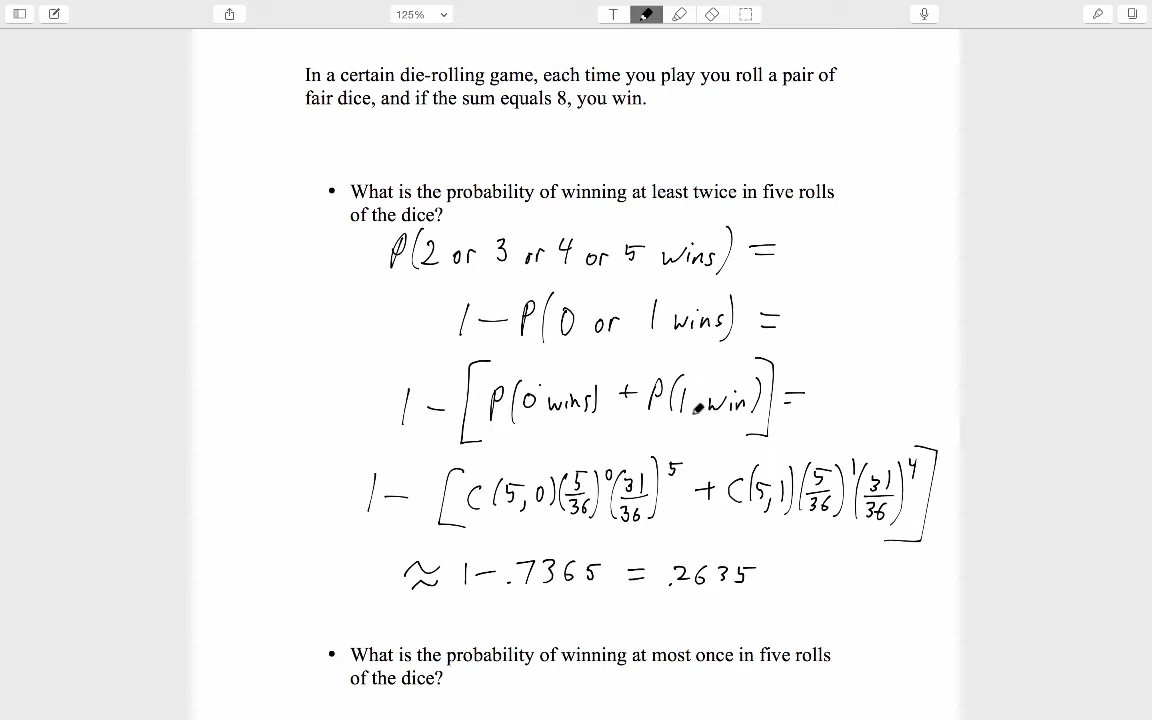 125%
T
In a certain die-rolling game, each time you play you roll a pair of
fair dice, and if the sum equals 8, you win.
• What is the probability of winning at least twice in five rolls
of the dice?
P(2 or 3 or 4 or 5 wins) =
1 - P(0 or 1 wins) =
1 - [P(0 wins) + P(1 win)] =
1 - [C(5,0)(5/36)^0(31/36)^5 + C(5,1)(5/36)^1(31/36)^4]
≈ 1 - .7365 = .2635
• What is the probability of winning at most once in five rolls
of the dice?